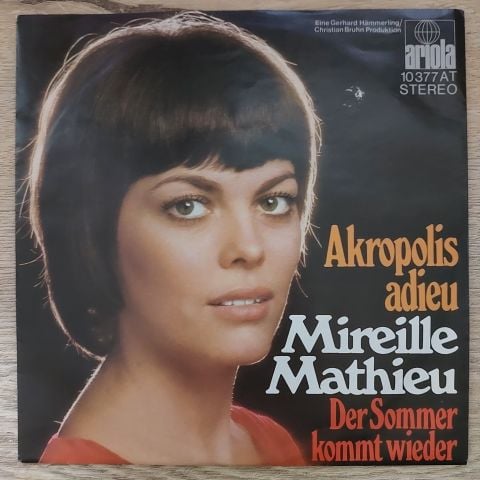 Eine Gerhard Hämmerling/
Christian Bruhn Produktion
ariola
10 377 AT
STEREO
Akropolis
adieu
Mireille
Mathieu
Der Sommer
kommt wieder